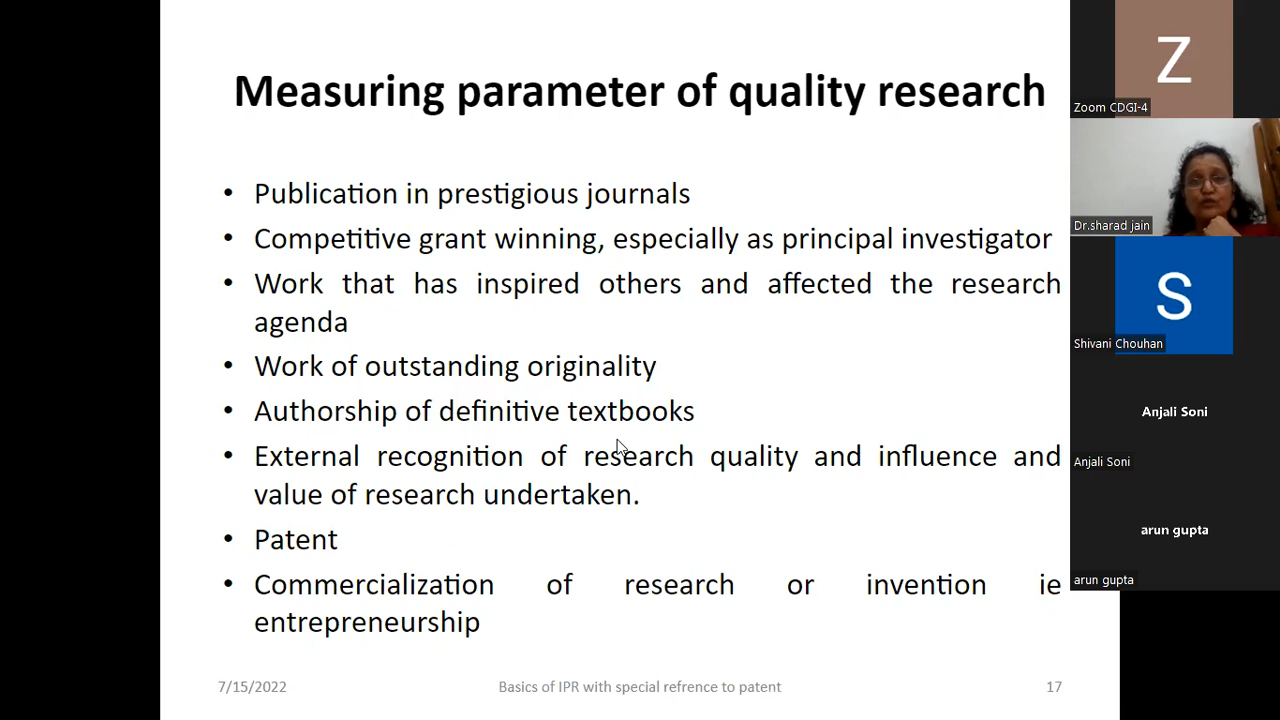 Measuring parameter of quality research
• Publication in prestigious journals
• Competitive grant winning, especially as principal investigator
• Work that has inspired others and affected the research
agenda
• Work of outstanding originality
• Authorship of definitive textbooks
• External recognition of research quality and influence and
value of research undertaken.
• Patent
• Commercialization of research or invention ie
entrepreneurship
7/15/2022
Basics of IPR with special refrence to patent
17
Z
Zoom CDGI-4
Dr.sharad jain
S
Shivani Chouhan
Anjali Soni
Anjali Soni
arun gupta
arun gupta